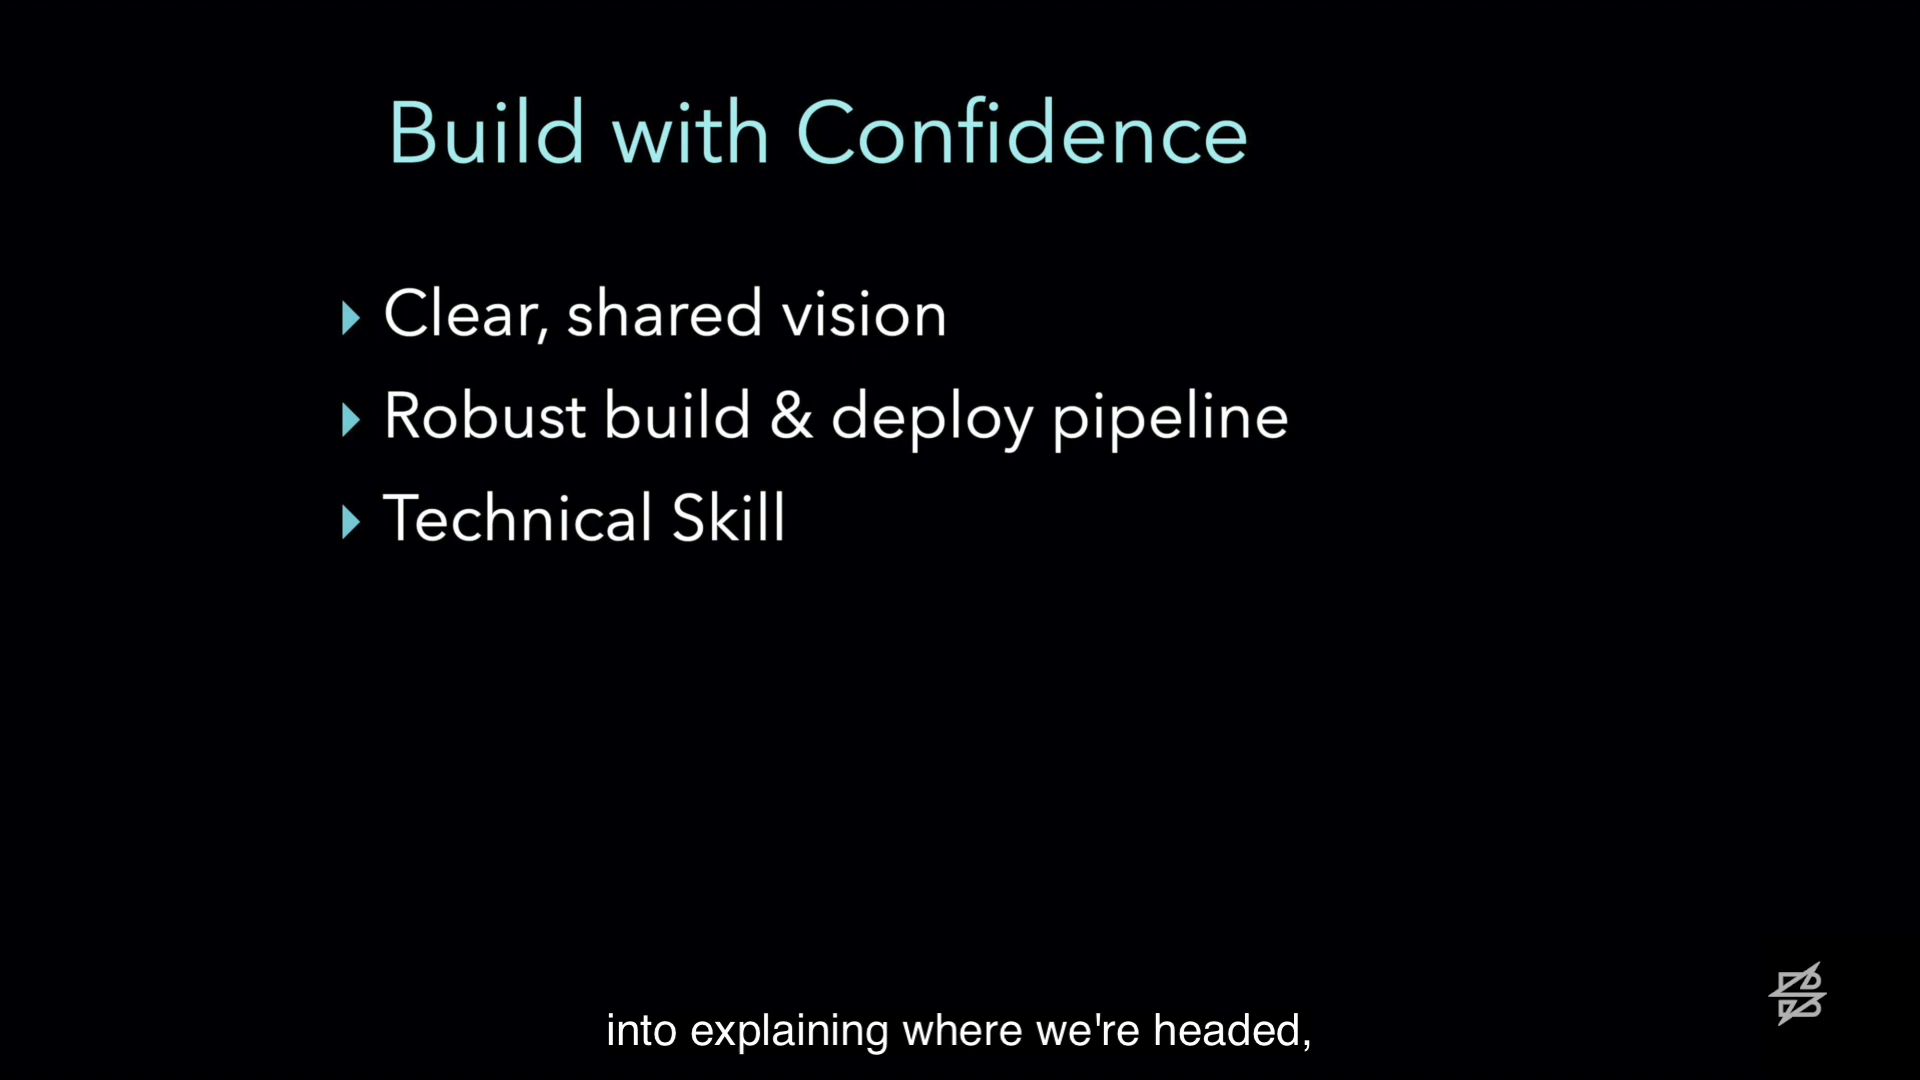 Build with Confidence
Clear, shared vision
Robust build & deploy pipeline
Technical Skill
into explaining where we're headed,